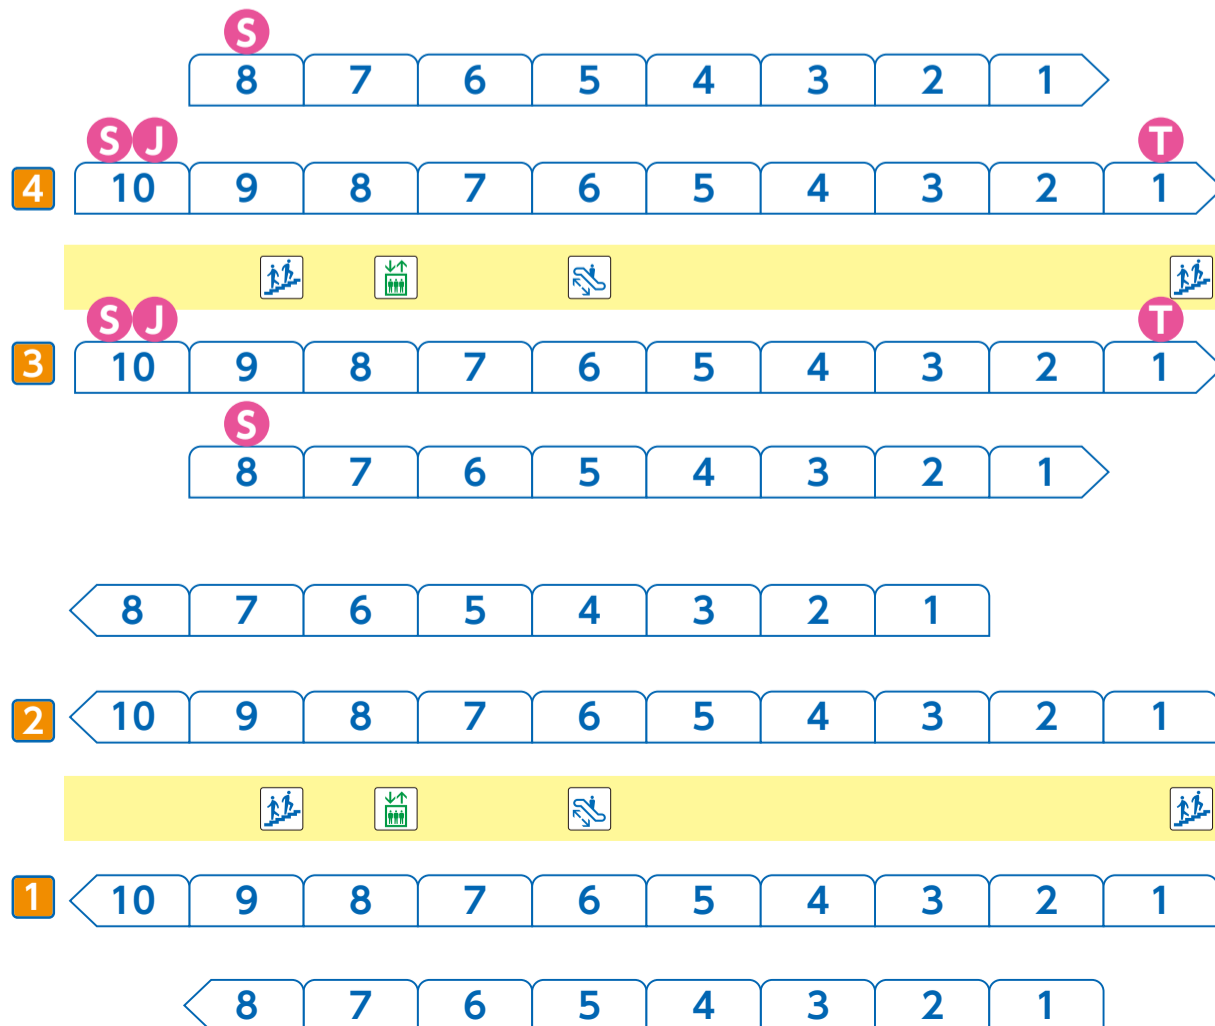 S
8 7 6 5 4 3 2 1
S J T
4 10 9 8 7 6 5 4 3 2 1
S J T
3 10 9 8 7 6 5 4 3 2 1
S
8 7 6 5 4 3 2 1
8 7 6 5 4 3 2 1
2 10 9 8 7 6 5 4 3 2 1
1 10 9 8 7 6 5 4 3 2 1
8 7 6 5 4 3 2 1